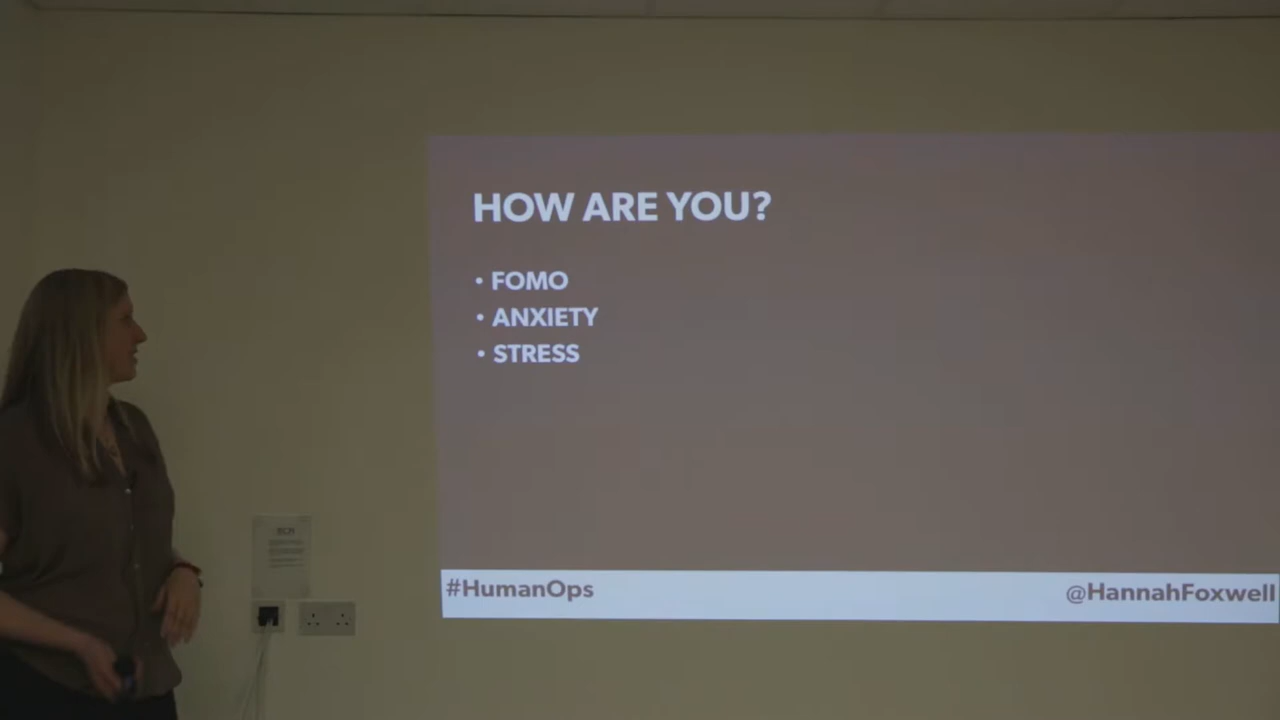 HOW ARE YOU?
• FOMO
• ANXIETY
• STRESS
#HumanOps
@HannahFoxwell